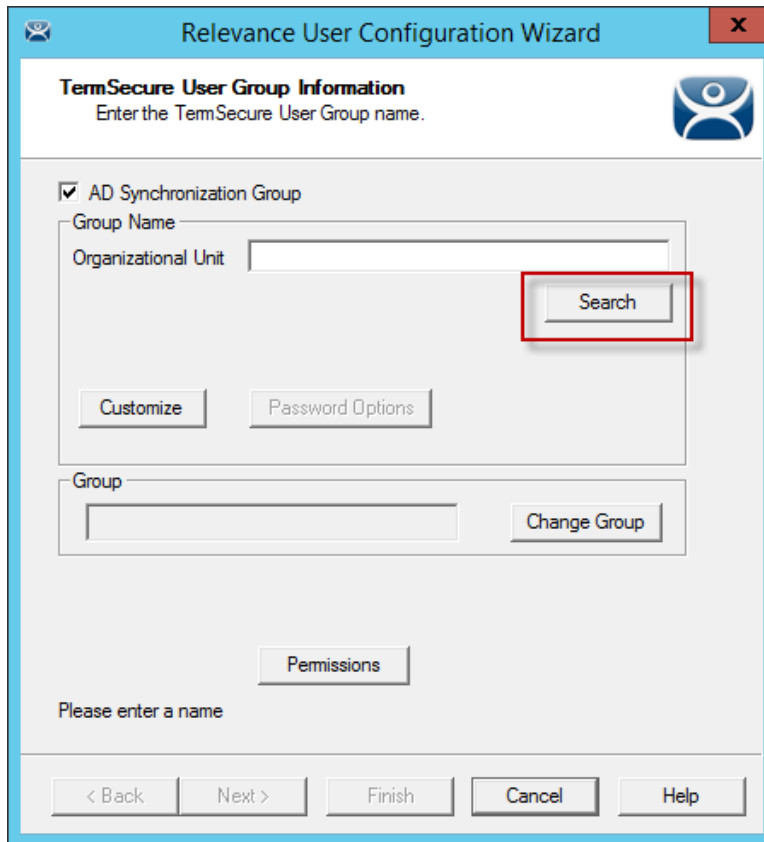 Relevance User Configuration Wizard
x
TermSecure User Group Information
Enter the TermSecure User Group name.
AD Synchronization Group
Group Name
Organizational Unit
Search
Customize
Password Options
Group
Change Group
Permissions
Please enter a name
< Back
Next >
Finish
Cancel
Help